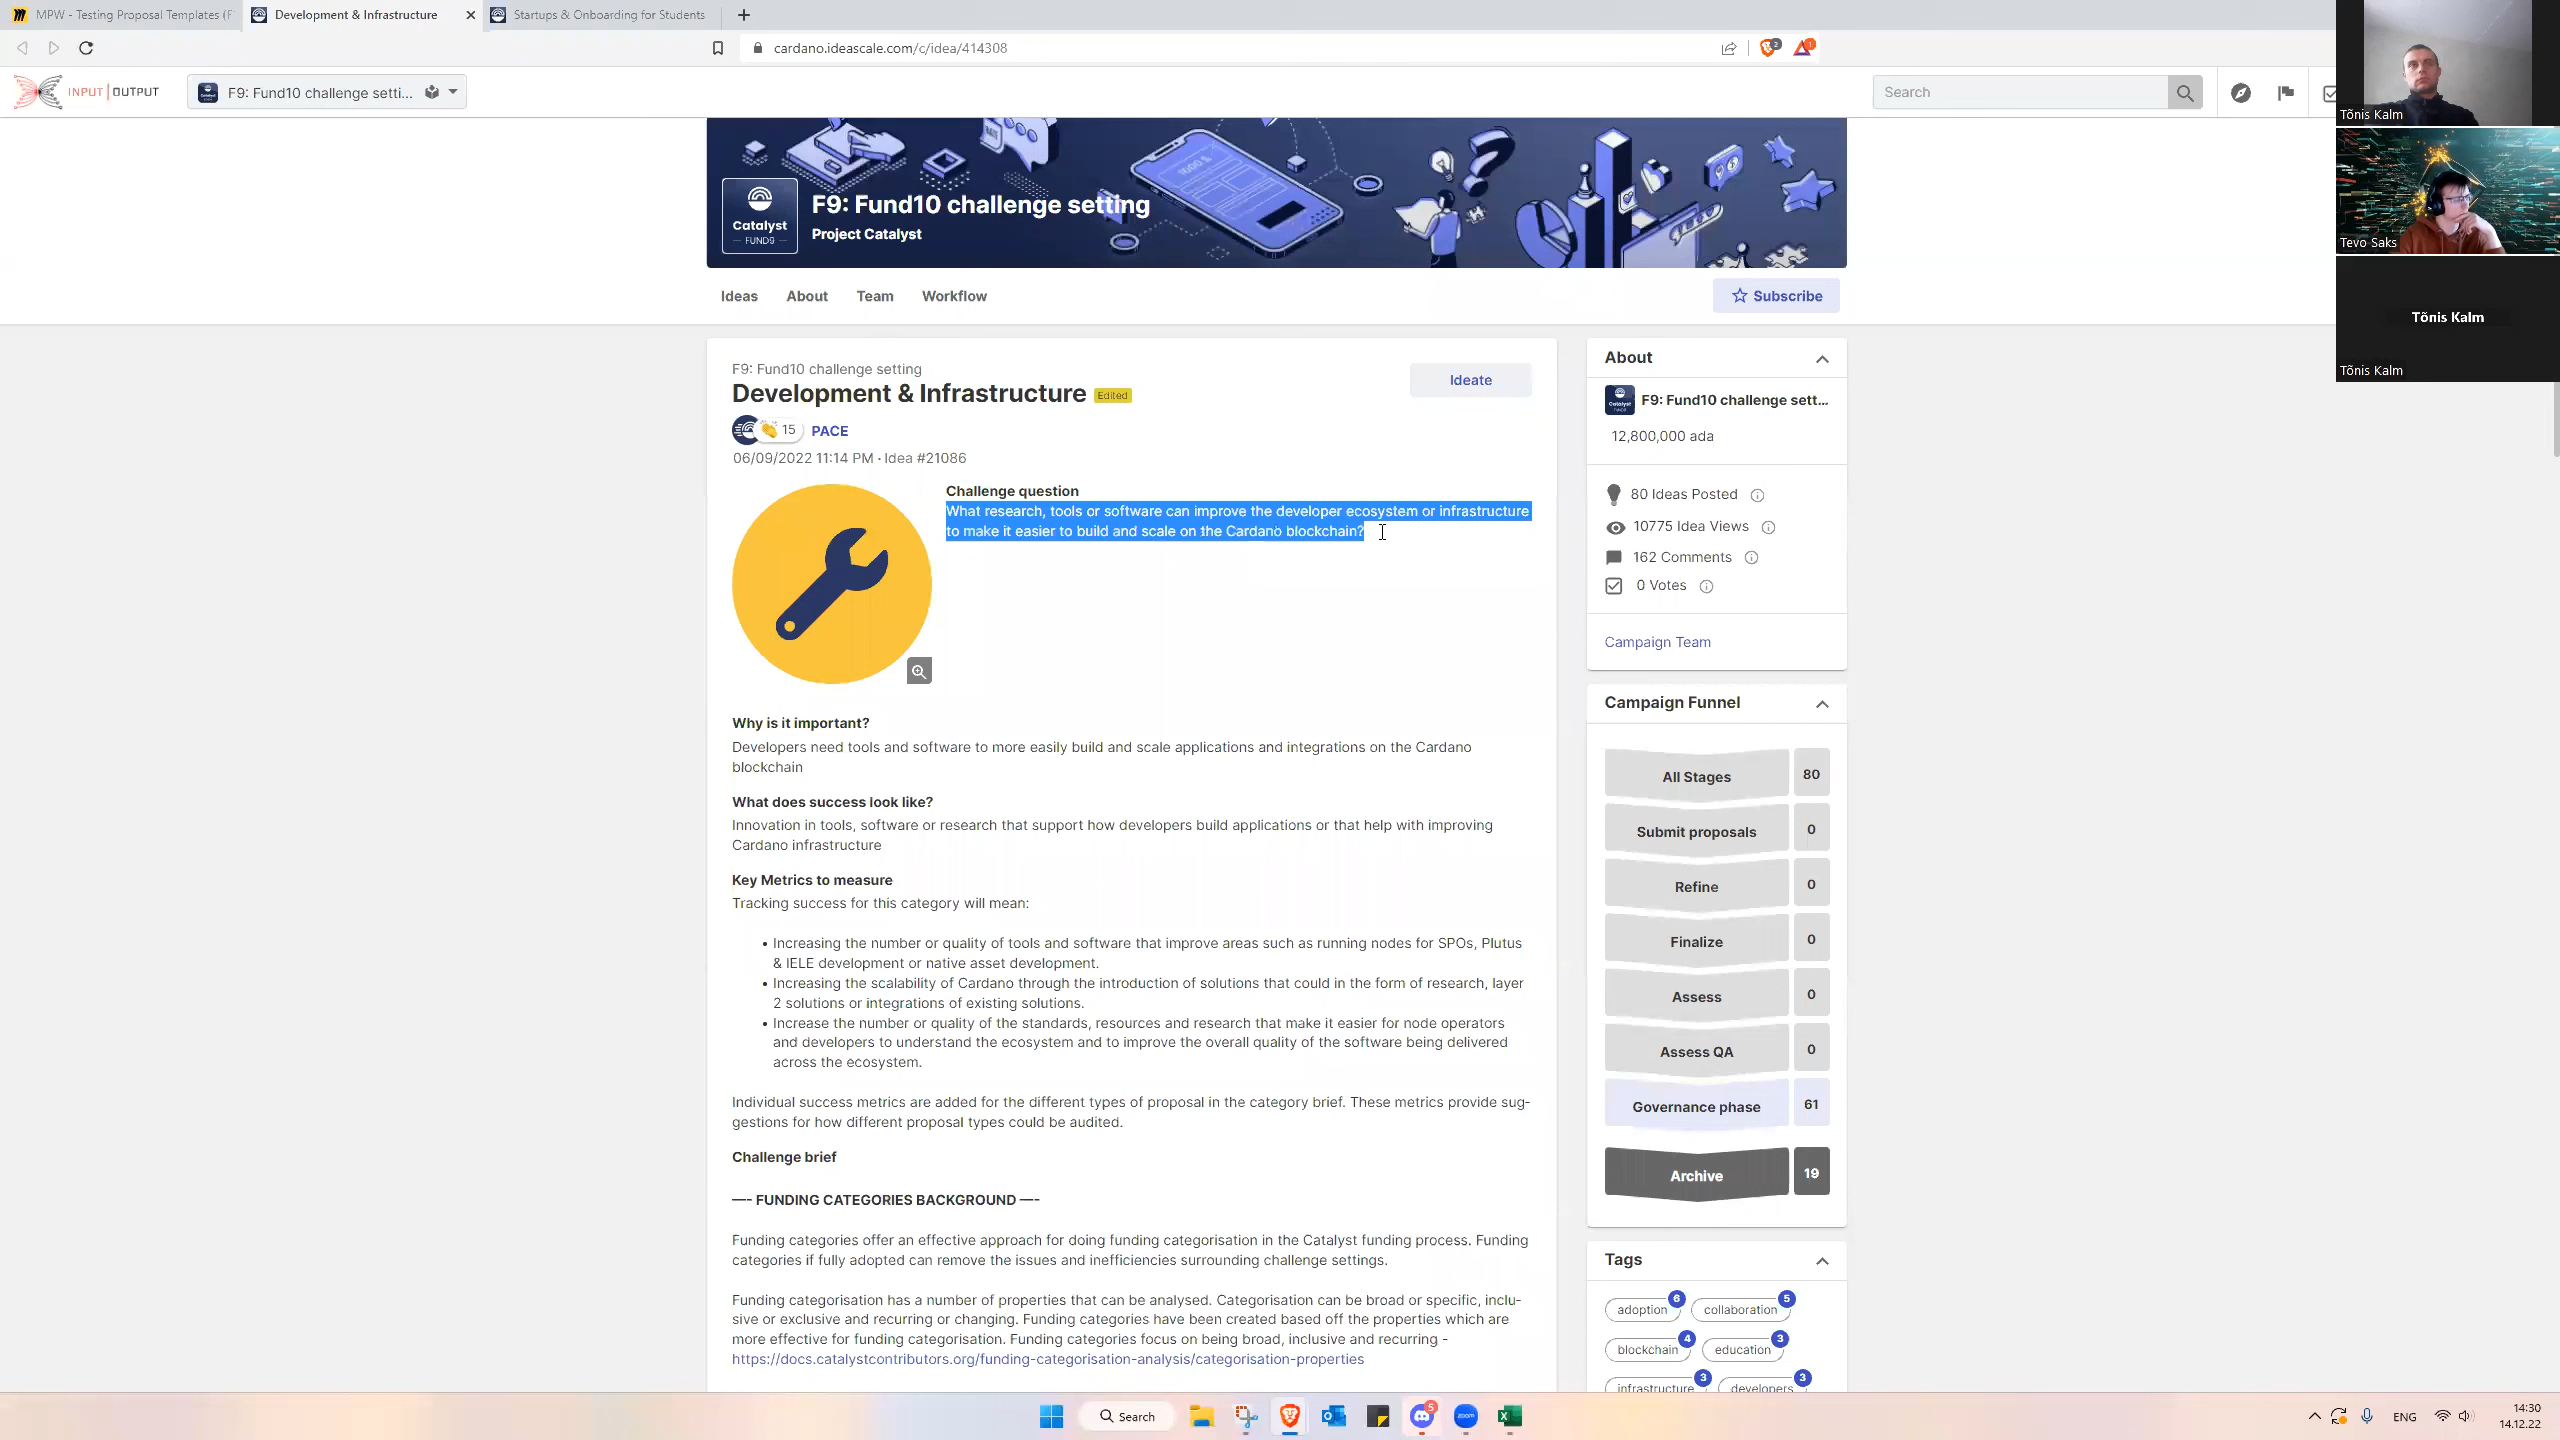 MPW - Testing Proposal Templates (F
Development & Infrastructure
Startups & Onboarding for Students
cardano.ideascale.com/c/idea/414308
2
1
INPUT | OUTPUT
F9: Fund10 challenge setti...
Search
Tõnis Kalm
Tevo Saks
Tõnis Kalm
Tõnis Kalm
Catalyst
— FUND9 —
F9: Fund10 challenge setting
Project Catalyst
Ideas
About
Team
Workflow
Subscribe
F9: Fund10 challenge setting
Development & Infrastructure Edited
Ideate
15 PACE
06/09/2022 11:14 PM · Idea #21086
Challenge question
What research, tools or software can improve the developer ecosystem or infrastructure
to make it easier to build and scale on the Cardano blockchain?
Why is it important?
Developers need tools and software to more easily build and scale applications and integrations on the Cardano
blockchain
What does success look like?
Innovation in tools, software or research that support how developers build applications or that help with improving
Cardano infrastructure
Key Metrics to measure
Tracking success for this category will mean:
• Increasing the number or quality of tools and software that improve areas such as running nodes for SPOs, Plutus
& IELE development or native asset development.
• Increasing the scalability of Cardano through the introduction of solutions that could in the form of research, layer
2 solutions or integrations of existing solutions.
• Increase the number or quality of the standards, resources and research that make it easier for node operators
and developers to understand the ecosystem and to improve the overall quality of the software being delivered
across the ecosystem.
Individual success metrics are added for the different types of proposal in the category brief. These metrics provide sug-
gestions for how different proposal types could be audited.
Challenge brief
—- FUNDING CATEGORIES BACKGROUND —-
Funding categories offer an effective approach for doing funding categorisation in the Catalyst funding process. Funding
categories if fully adopted can remove the issues and inefficiencies surrounding challenge settings.
Funding categorisation has a number of properties that can be analysed. Categorisation can be broad or specific, inclu-
sive or exclusive and recurring or changing. Funding categories have been created based off the properties which are
more effective for funding categorisation. Funding categories focus on being broad, inclusive and recurring -
https://docs.catalystcontributors.org/funding-categorisation-analysis/categorisation-properties
About
F9: Fund10 challenge sett...
12,800,000 ada
80 Ideas Posted
10775 Idea Views
162 Comments
0 Votes
Campaign Team
Campaign Funnel
All Stages 80
Submit proposals 0
Refine 0
Finalize 0
Assess 0
Assess QA 0
Governance phase 61
Archive 19
Tags
adoption 6
collaboration 5
blockchain 4
education 3
infrastructure 3
developers 3
Search
5
zoom
ENG
14:30
14.12.22